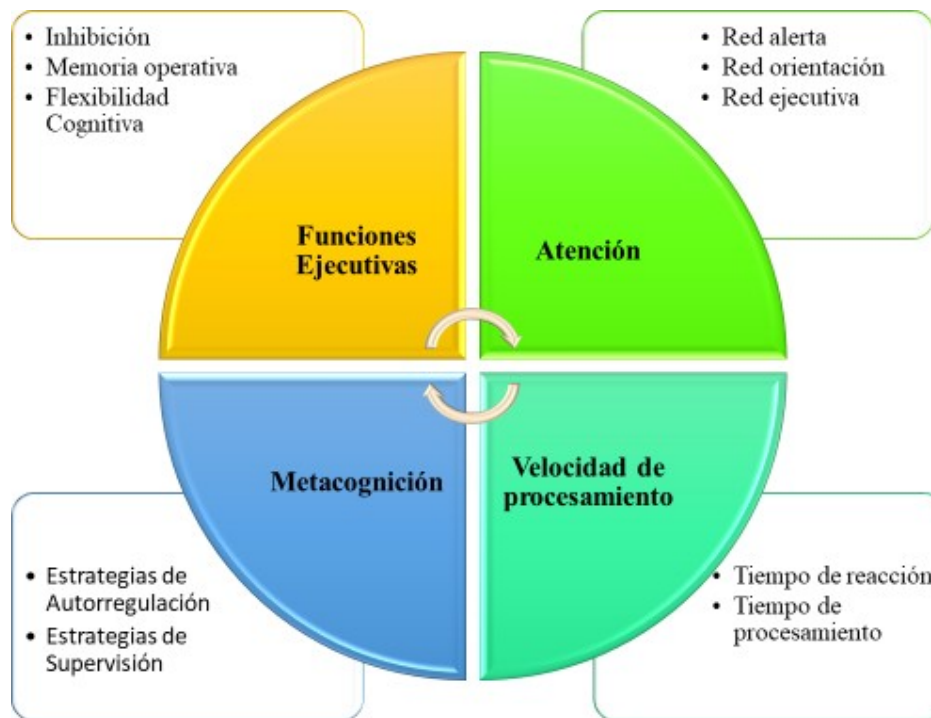 • Inhibición
• Memoria operativa
• Flexibilidad
Cognitiva
• Red alerta
• Red orientación
• Red ejecutiva
Funciones
Ejecutivas
Atención
Metacognición
Velocidad de
procesamiento
• Estrategias de
Autorregulación
• Estrategias de
Supervisión
• Tiempo de reacción
• Tiempo de
procesamiento